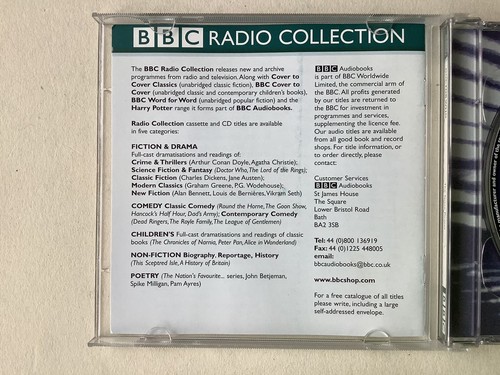 BBC RADIO COLLECTION
The BBC Radio Collection releases new and archive
programmes from radio and television. Along with Cover to
Cover Classics (unabridged classic fiction), BBC Cover to
Cover (unabridged classic and contemporary children's books),
BBC Word for Word (unabridged popular fiction) and the
Harry Potter range it forms part of BBC Audiobooks.
Radio Collection cassette and CD titles are available
in five categories:
FICTION & DRAMA
Full-cast dramatisations and readings of:
Crime & Thrillers (Arthur Conan Doyle, Agatha Christie);
Science Fiction & Fantasy (Doctor Who, The Lord of the Rings);
Classic Fiction (Charles Dickens, Jane Austen);
Modern Classics (Graham Greene, P.G. Wodehouse);
New Fiction (Alan Bennett, Louis de Bernières, Vikram Seth)
COMEDY Classic Comedy (Round the Horne, The Goon Show,
Hancock's Half Hour, Dad's Army); Contemporary Comedy
(Dead Ringers, The Royle Family, The League of Gentlemen)
CHILDREN'S Full-cast dramatisations and readings of classic
books (The Chronicles of Narnia, Peter Pan, Alice in Wonderland)
NON-FICTION Biography, Reportage, History
(This Sceptred Isle, A History of Britain)
POETRY (The Nation's Favourite... series, John Betjeman,
Spike Milligan, Pam Ayres)
BBC Audiobooks
is part of BBC Worldwide
Limited, the commercial arm of
the BBC. All profits generated
by our titles are returned to
the BBC for investment in
programmes and services,
supplementing the licence fee.
Our audio titles are available
from all good book and record
shops. For title information, or
to order directly, please
contact:
Customer Services
BBC Audiobooks
St James House
The Square
Lower Bristol Road
Bath
BA2 3SB
Tel: 44 (0)800 136919
Fax: 44 (0)1225 448005
email:
bbcaudiobooks@bbc.co.uk
www.bbcshop.com
For a free catalogue of all titles
please write, including a large
self-addressed envelope.